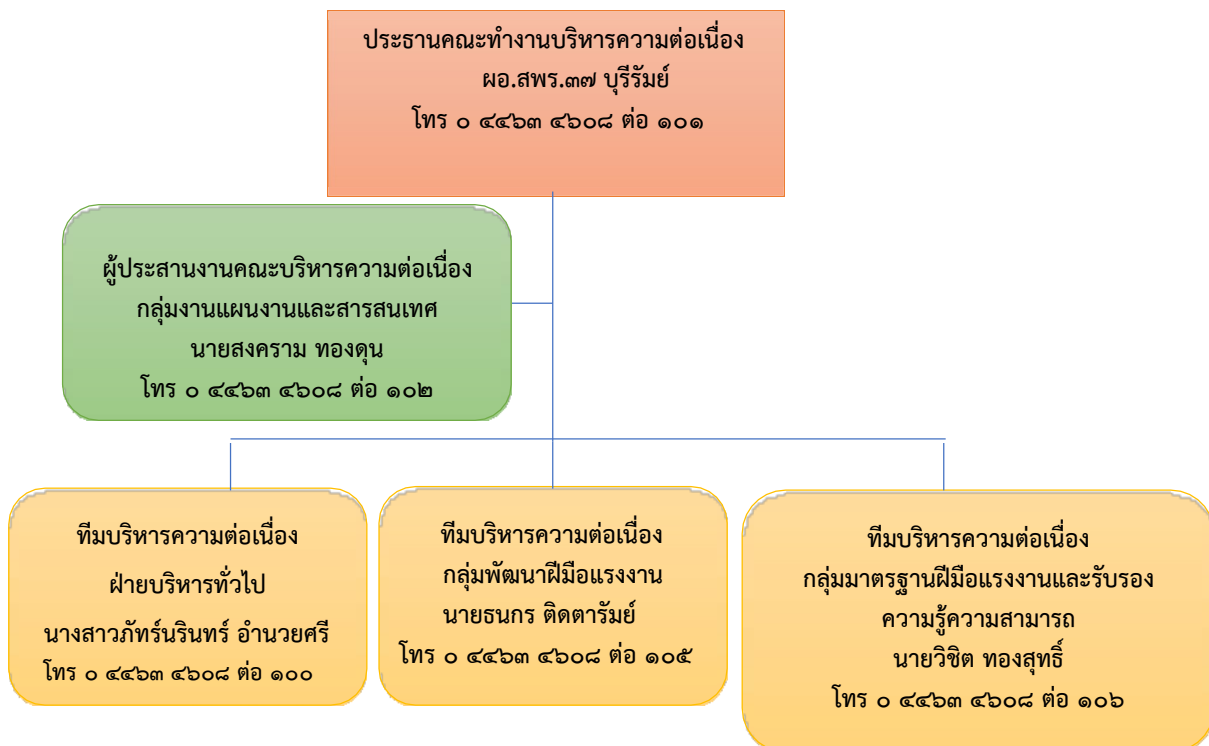 ประธานคณะทำงานบริหารความต่อเนื่อง
ผอ.สพร.๓๗ บุรีรัมย์
โทร ๐ ๔๔๖๓ ๔๖๐๘ ต่อ ๑๐๑
ผู้ประสานงานคณะบริหารความต่อเนื่อง
กลุ่มงานแผนงานและสารสนเทศ
นายสงคราม ทองดุน
โทร ๐ ๔๔๖๓ ๔๖๐๘ ต่อ ๑๐๒
ทีมบริหารความต่อเนื่อง
ฝ่ายบริหารทั่วไป
นางสาวภัทร์นรินทร์ อำนวยศรี
โทร ๐ ๔๔๖๓ ๔๖๐๘ ต่อ ๑๐๐
ทีมบริหารความต่อเนื่อง
กลุ่มพัฒนาฝีมือแรงงาน
นายธนกร ติดตารัมย์
โทร ๐ ๔๔๖๓ ๔๖๐๘ ต่อ ๑๐๕
ทีมบริหารความต่อเนื่อง
กลุ่มมาตรฐานฝีมือแรงงานและรับรอง
ความรู้ความสามารถ
นายวิชิต ทองสุทธิ์
โทร ๐ ๔๔๖๓ ๔๖๐๘ ต่อ ๑๐๖